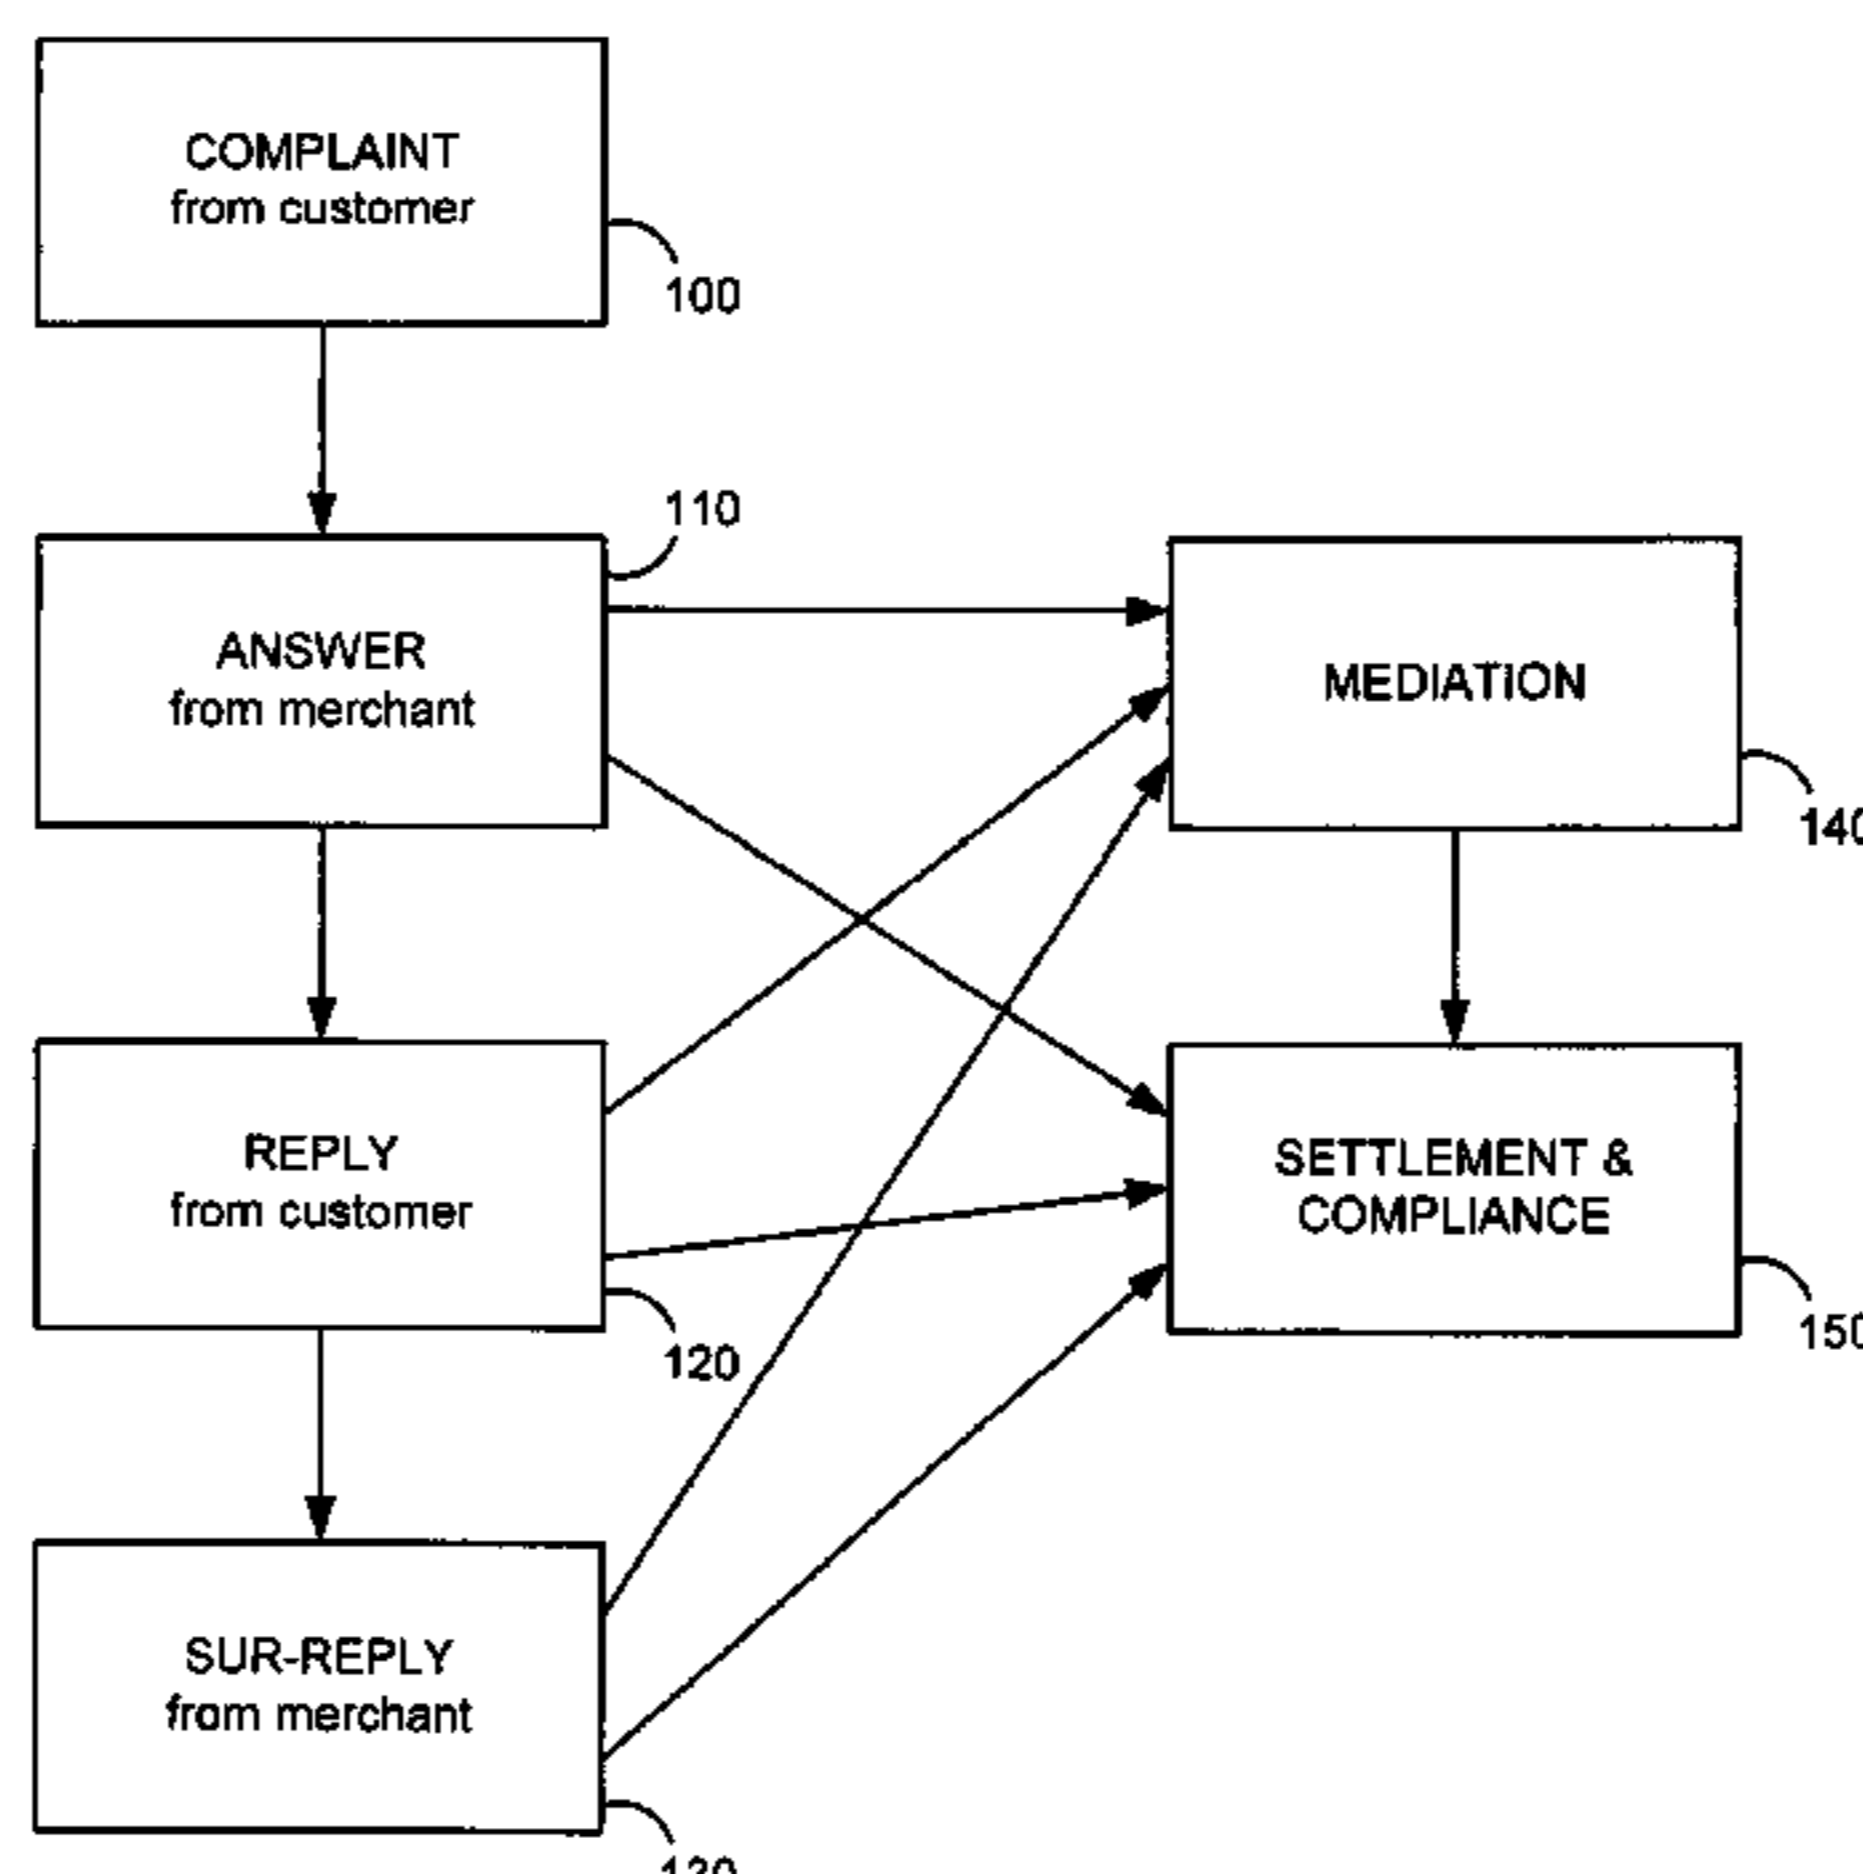 COMPLAINT
from customer
100
110
ANSWER
from merchant
MEDIATION
140
REPLY
from customer
120
SETTLEMENT &
COMPLIANCE
150
SUR-REPLY
from merchant
130